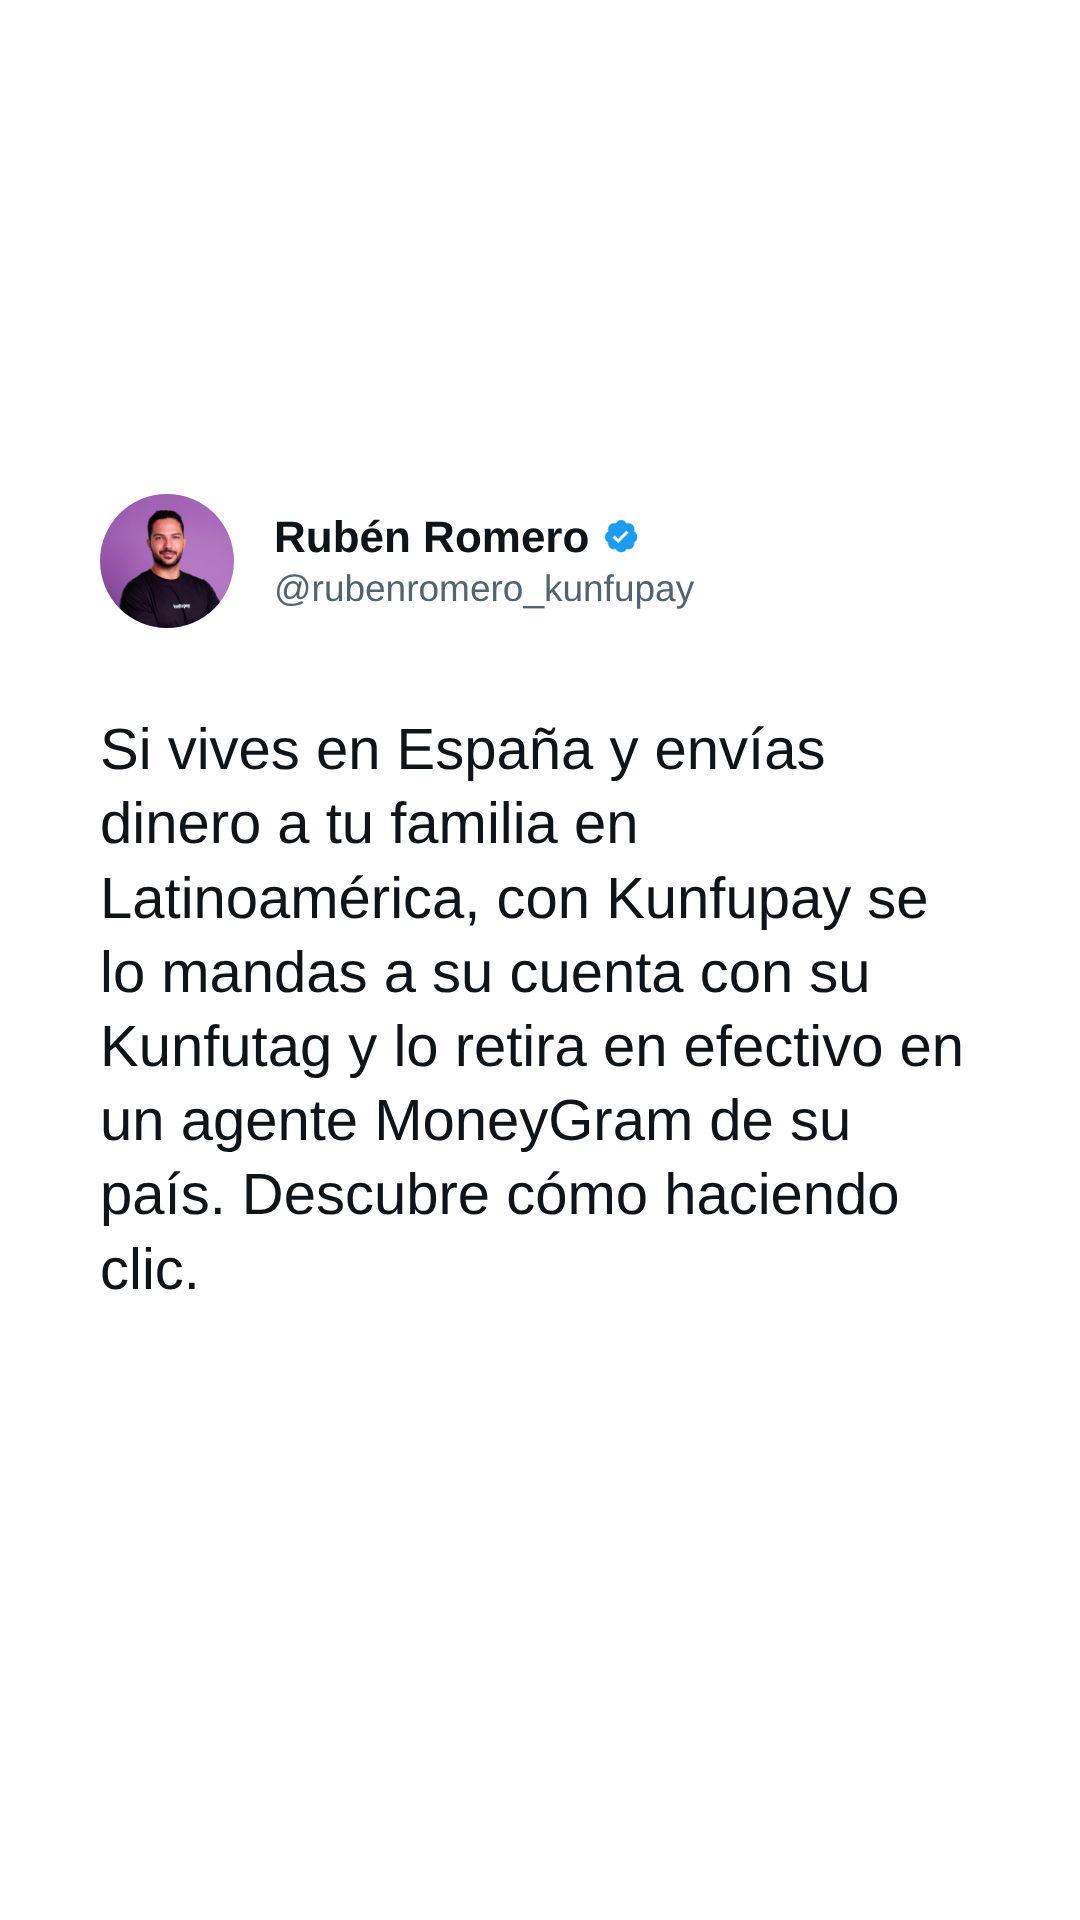 Rubén Romero
@rubenromero_kunfupay
Si vives en España y envías
dinero a tu familia en
Latinoamérica, con Kunfupay se
lo mandas a su cuenta con su
Kunfutag y lo retira en efectivo en
un agente MoneyGram de su
país. Descubre cómo haciendo
clic.